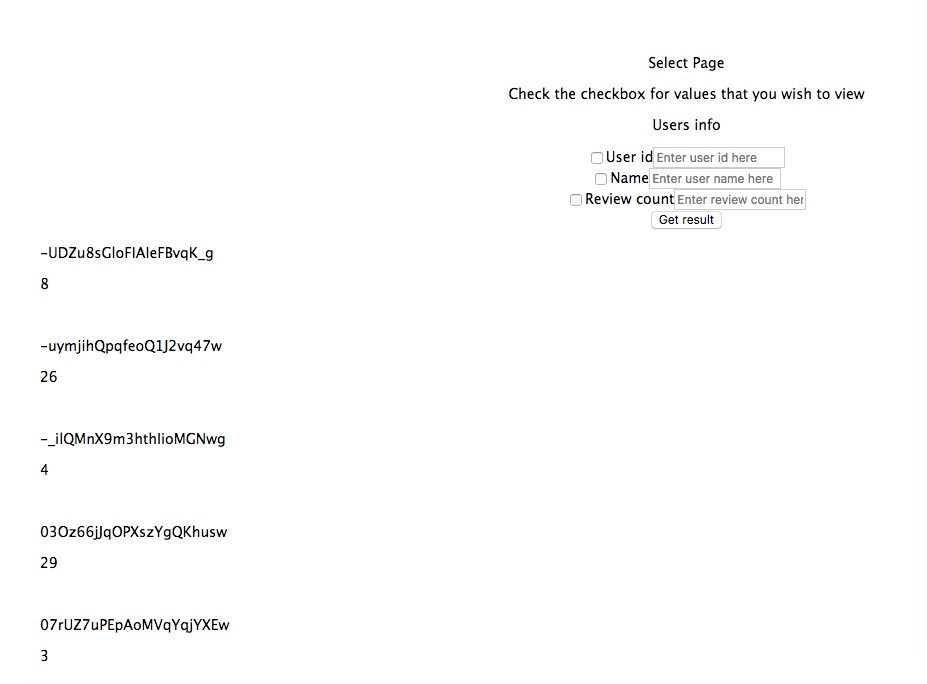 Select Page
Check the checkbox for values that you wish to view
Users info
User id Enter user id here
Name Enter user name here
Review count Enter review count her
Get result
-UDZu8sGloFIAIeFBvqK_g
8
-uymjihQpqfeoQ1J2vq47w
26
-_ilQMnX9m3hthIioMGNwg
4
03Oz66jJqOPXszYgQKhusw
29
07rUZ7uPEpAoMVqYqjYXEw
3